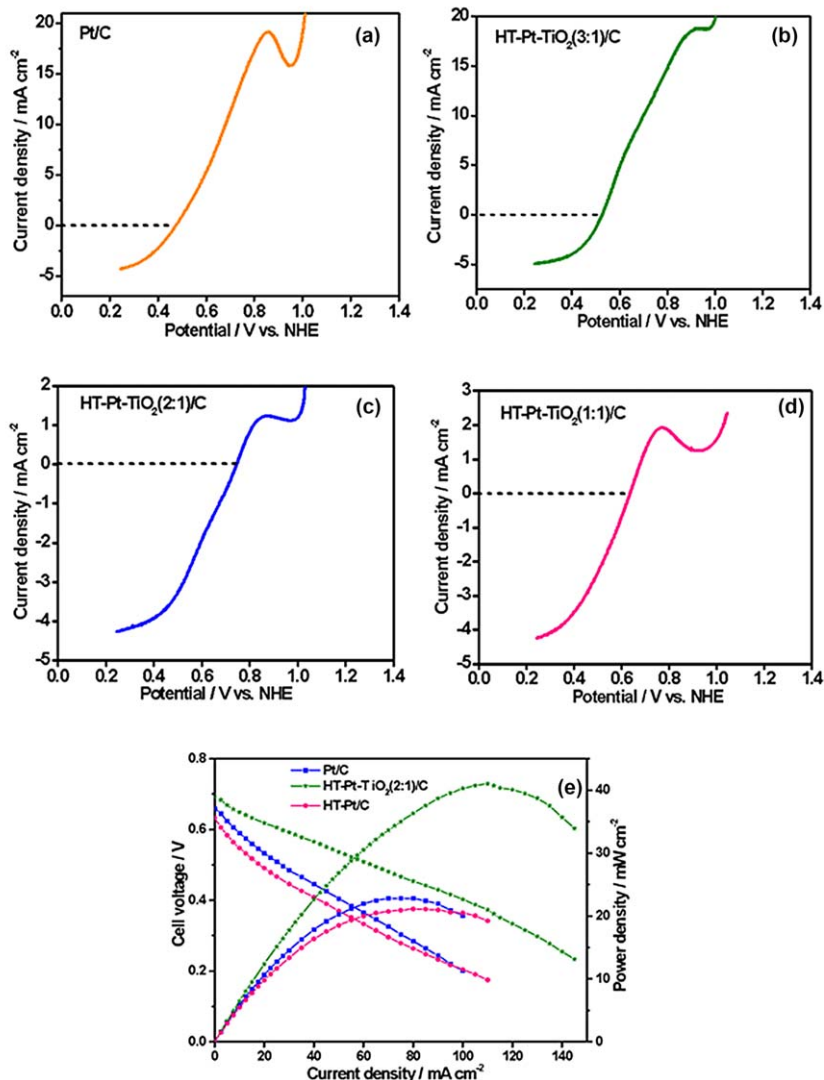 Pt/C
(a)
20
15
10
5
0
-5
Current density / mA cm⁻²
0.0 0.2 0.4 0.6 0.8 1.0 1.2 1.4
Potential / V vs. NHE
HT-Pt-TiO₂(3:1)/C
(b)
20
15
10
5
0
-5
Current density / mA cm⁻²
0.0 0.2 0.4 0.6 0.8 1.0 1.2 1.4
Potential / V vs. NHE
HT-Pt-TiO₂(2:1)/C
(c)
2
1
0
-1
-2
-3
-4
-5
Current density / mA cm⁻²
0.0 0.2 0.4 0.6 0.8 1.0 1.2 1.4
Potential / V vs. NHE
HT-Pt-TiO₂(1:1)/C
(d)
3
2
1
0
1
2
3
4
5
Current density / mA cm⁻²
0.0 0.2 0.4 0.6 0.8 1.0 1.2 1.4
Potential / V vs. NHE
Pt/C
HT-Pt-TiO₂(2:1)/C
HT-Pt/C
(e)
0.8
0.6
0.4
0.2
0.0
Cell voltage / V
40
30
20
10
0
Power density / mW cm⁻²
0 20 40 60 80 100 120 140
Current density / mA cm⁻²